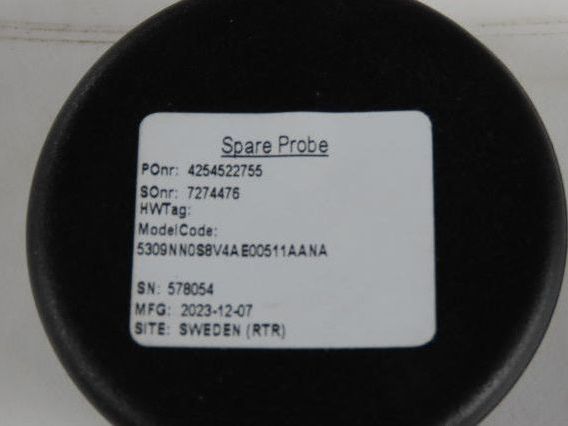 Spare Probe
POnr: 4254522755
SOnr: 7274476
HWTag:
ModelCode:
5309NN0S8V4AE00511AANA
SN: 578054
MFG: 2023-12-07
SITE: SWEDEN (RTR)